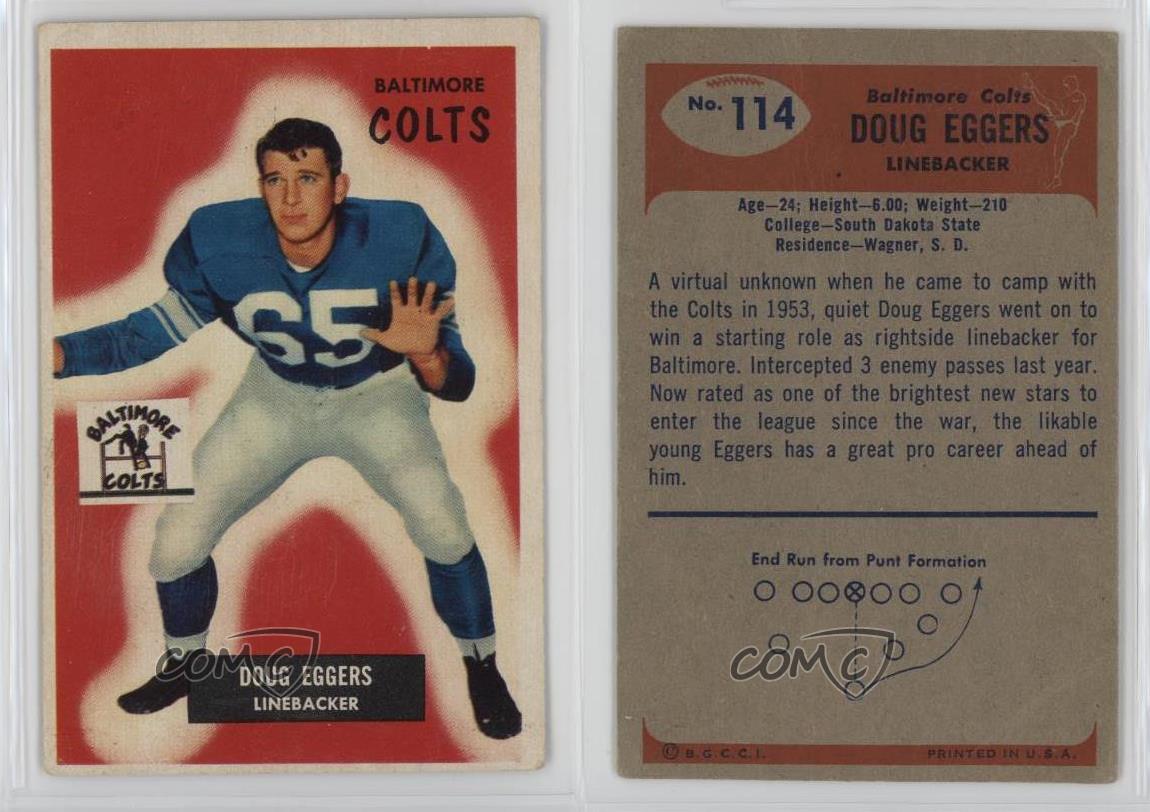 BALTIMORE
COLTS
65
BALTIMORE
COLTS
COMC
DOUG EGGERS
LINEBACKER
No. 114
Baltimore Colts
DOUG EGGERS
LINEBACKER
Age—24; Height—6.00; Weight—210
College—South Dakota State
Residence—Wagner, S. D.
A virtual unknown when he came to camp with
the Colts in 1953, quiet Doug Eggers went on to
win a starting role as rightside linebacker for
Baltimore. Intercepted 3 enemy passes last year.
Now rated as one of the brightest new stars to
enter the league since the war, the likable
young Eggers has a great pro career ahead of
him.
End Run from Punt Formation
COMC
© B.G.C.C.I.
PRINTED IN U.S.A.